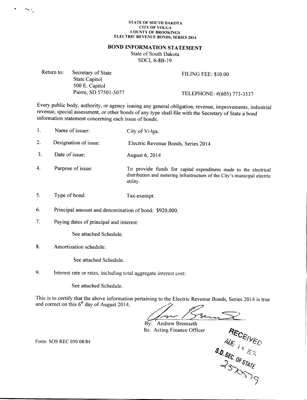 STATE OF SOUTH DAKOTA
CITY OF VOLGA
COUNTY OF BROOKINGS
ELECTRIC REVENUE BONDS, SERIES 2014
BOND INFORMATION STATEMENT
State of South Dakota
SDCL 6-8B-19
Return to: Secretary of State FILING FEE: $10.00
State Capitol
500 E. Capitol
Pierre, SD 57501-5077 TELEPHONE: #(605) 773-3537
Every public body, authority, or agency issuing any general obligation, revenue, improvements, industrial
revenue, special assessment, or other bonds of any type shall file with the Secretary of State a bond
information statement concerning each issue of bonds.
1. Name of issuer: City of Volga.
2. Designation of issue: Electric Revenue Bonds, Series 2014
3. Date of issue: August 6, 2014
4. Purpose of issue: To provide funds for capital expenditures made to the electrical
distribution and metering infrastructure of the City's municipal electric
utility.
5. Type of bond: Tax-exempt.
6. Principal amount and denomination of bond: $920,000.
7. Paying dates of principal and interest:
See attached Schedule.
8. Amortization schedule:
See attached Schedule.
9. Interest rate or rates, including total aggregate interest cost:
See attached Schedule.
This is to certify that the above information pertaining to the Electric Revenue Bonds, Series 2014 is true
and correct on this 6th day of August 2014.
By: Andrew Bremseth
Its: Acting Finance Officer
Form: SOS REC 050 08/84
RECEIVED
AUG
S.D. SEC. OF STATE